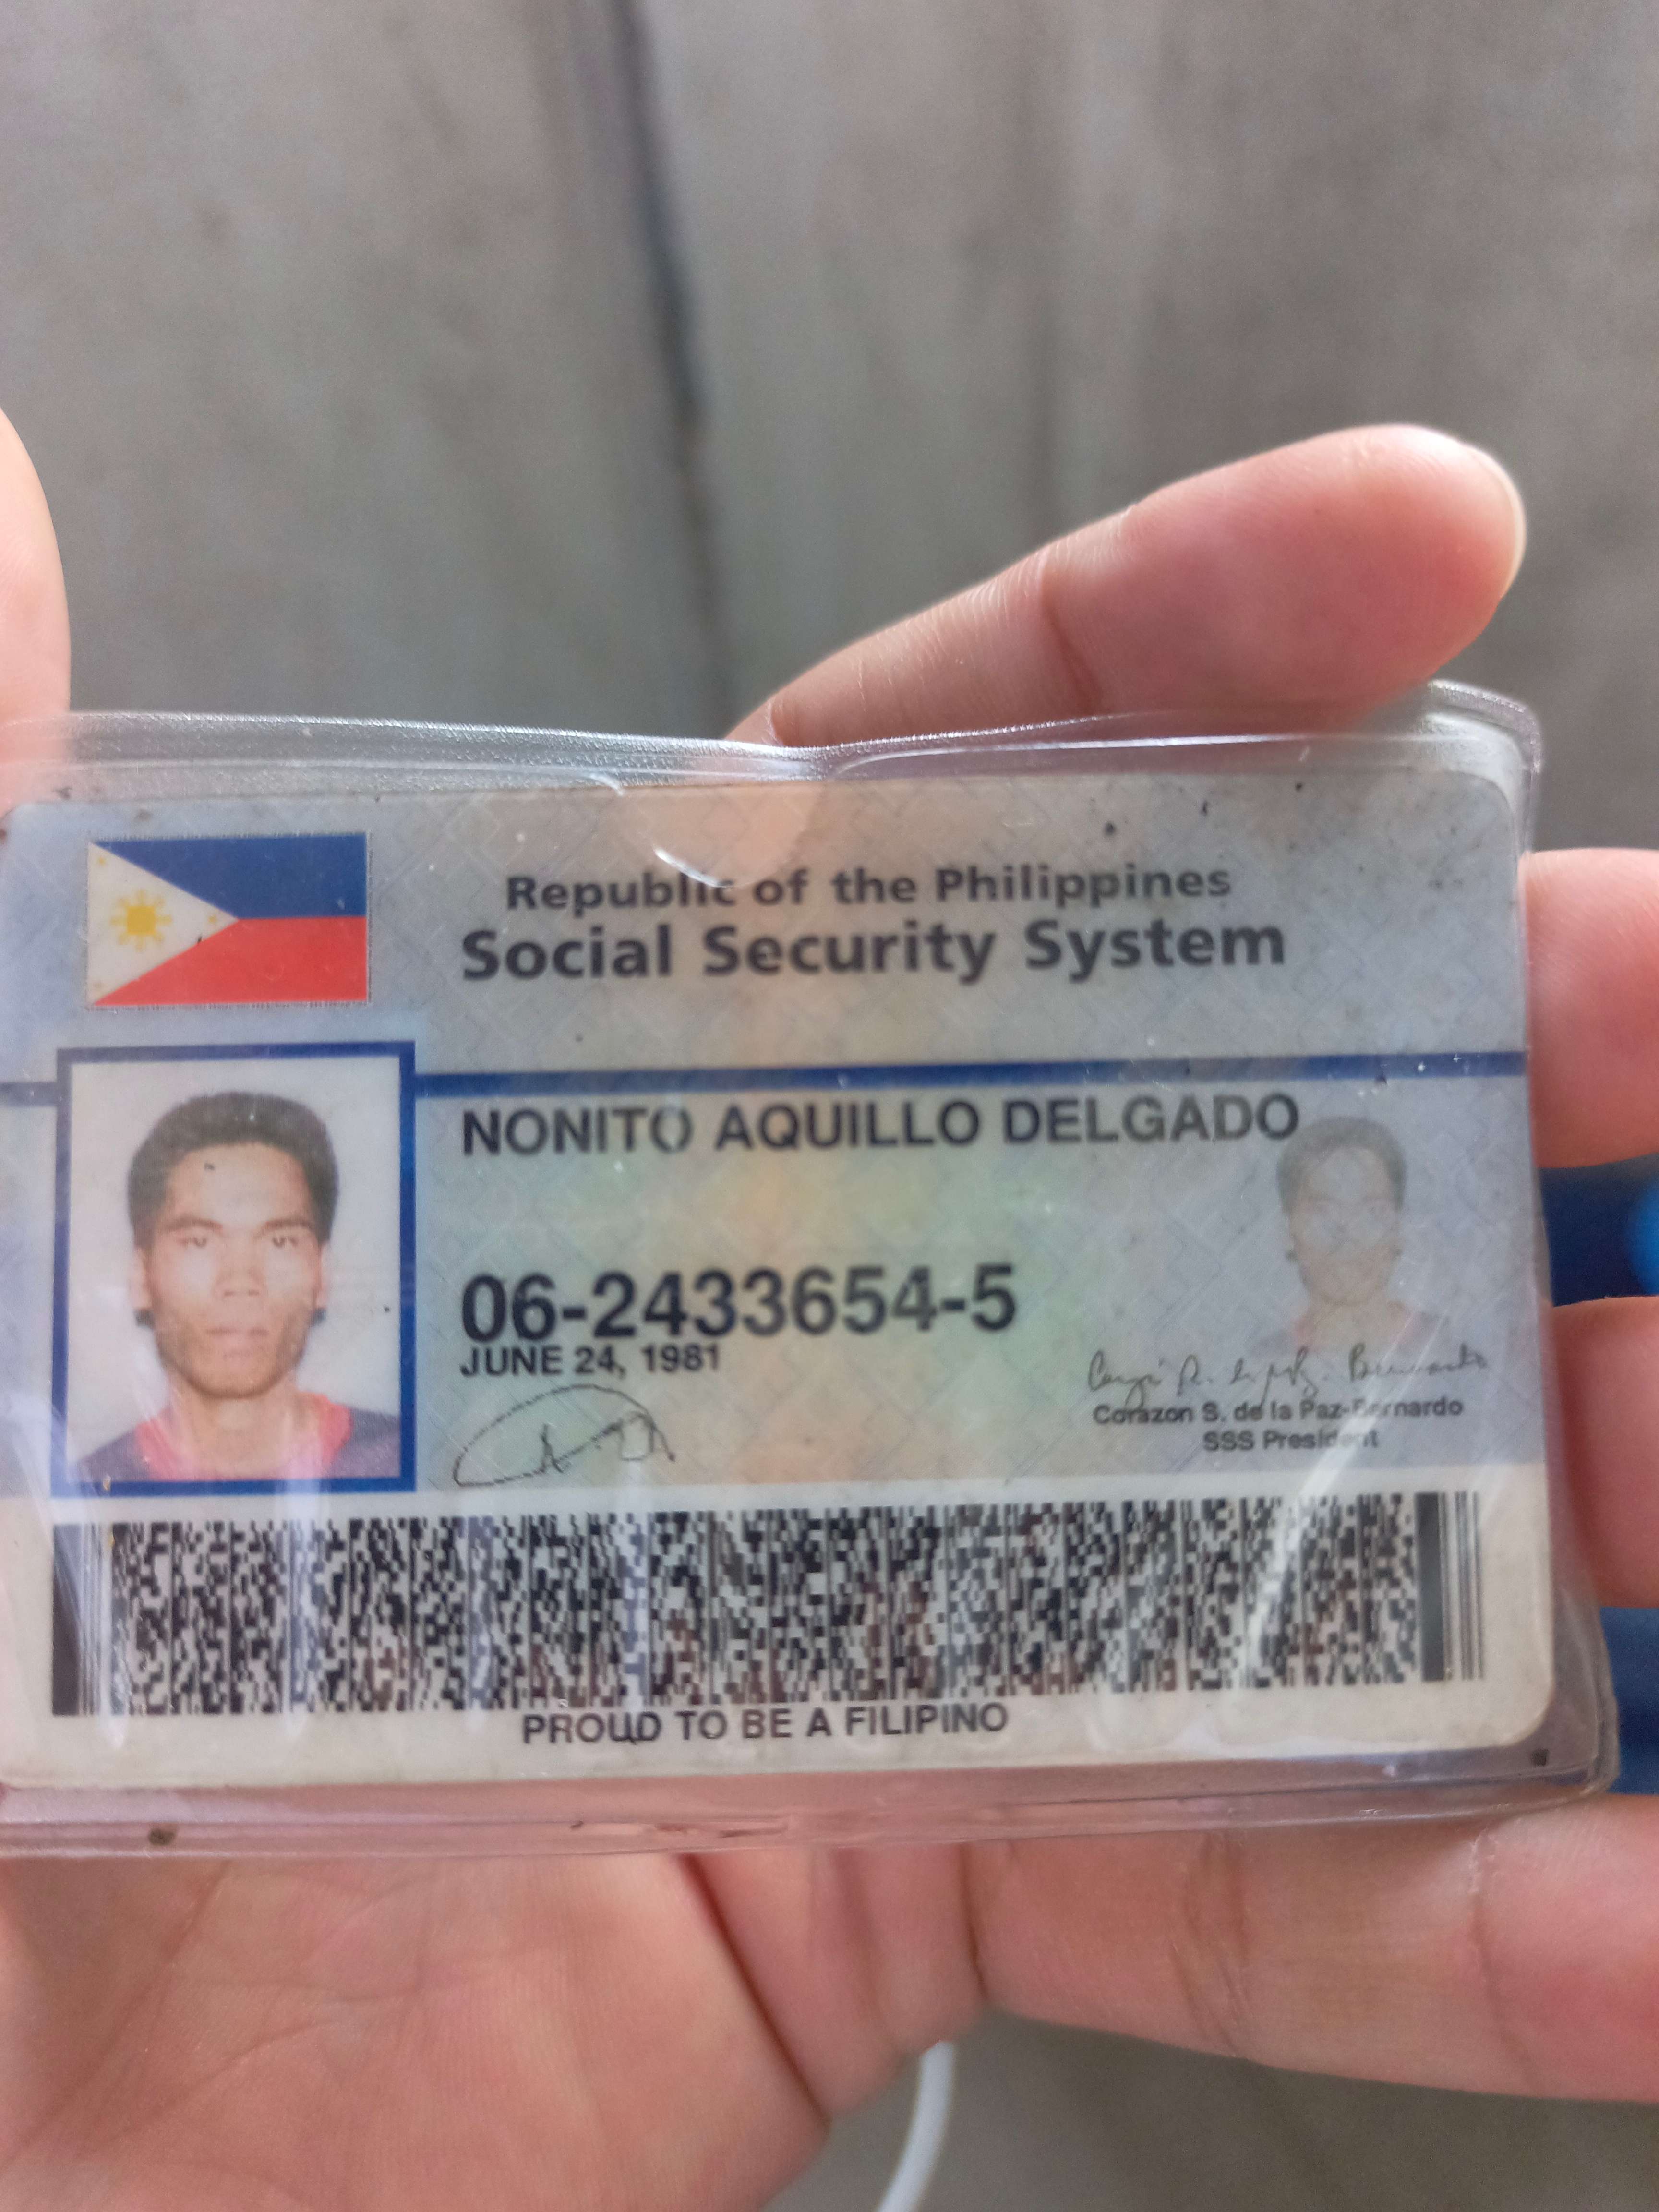 Republic of the Philippines
Social Security System
NONITO AQUILLO DELGADO
06-2433654-5
JUNE 24, 1981
Corazon S. de la Paz-Bernardo
SSS President
PROUD TO BE A FILIPINO